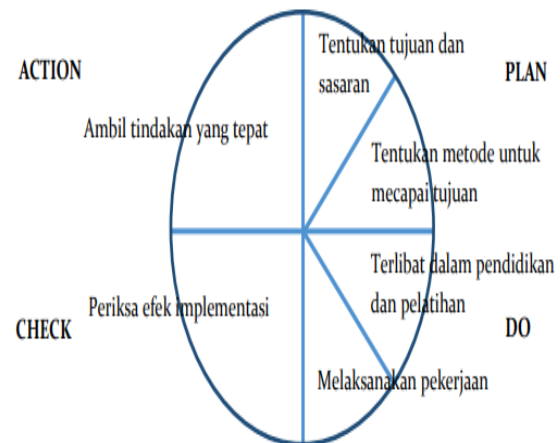 ACTION
Ambil tindakan yang tepat
Tentukan tujuan dan
sasaran
PLAN
Tentukan metode untuk
mecapai tujuan
Terlibat dalam pendidikan
dan pelatihan
DO
Melaksanakan pekerjaan
Periksa efek implementasi
CHECK